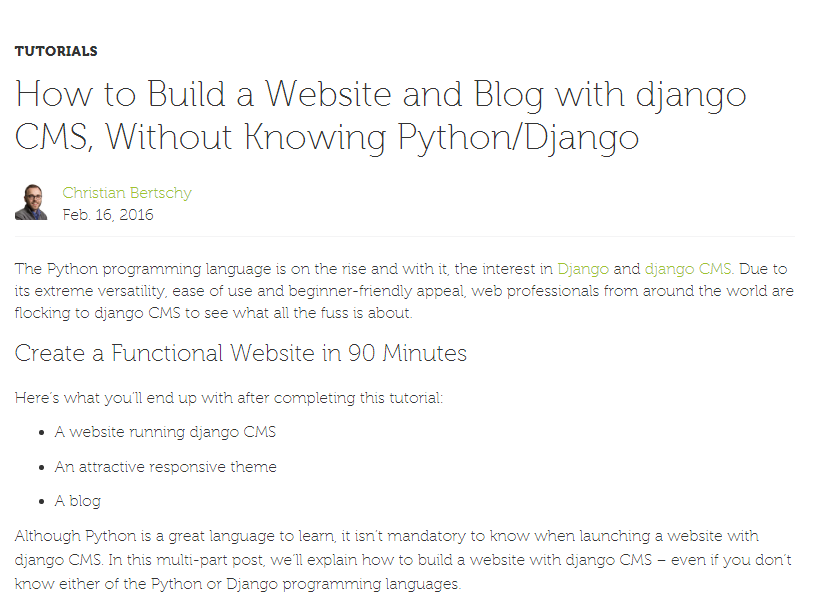 TUTORIALS
How to Build a Website and Blog with django
CMS, Without Knowing Python/Django
Christian Bertschy
Feb. 16, 2016
The Python programming language is on the rise and with it, the interest in Django and django CMS. Due to
its extreme versatility, ease of use and beginner-friendly appeal, web professionals from around the world are
flocking to django CMS to see what all the fuss is about.
Create a Functional Website in 90 Minutes
Here's what you'll end up with after completing this tutorial:
• A website running django CMS
• An attractive responsive theme
• A blog
Although Python is a great language to learn, it isn't mandatory to know when launching a website with
django CMS. In this multi-part post, we'll explain how to build a website with django CMS – even if you don't
know either of the Python or Django programming languages.